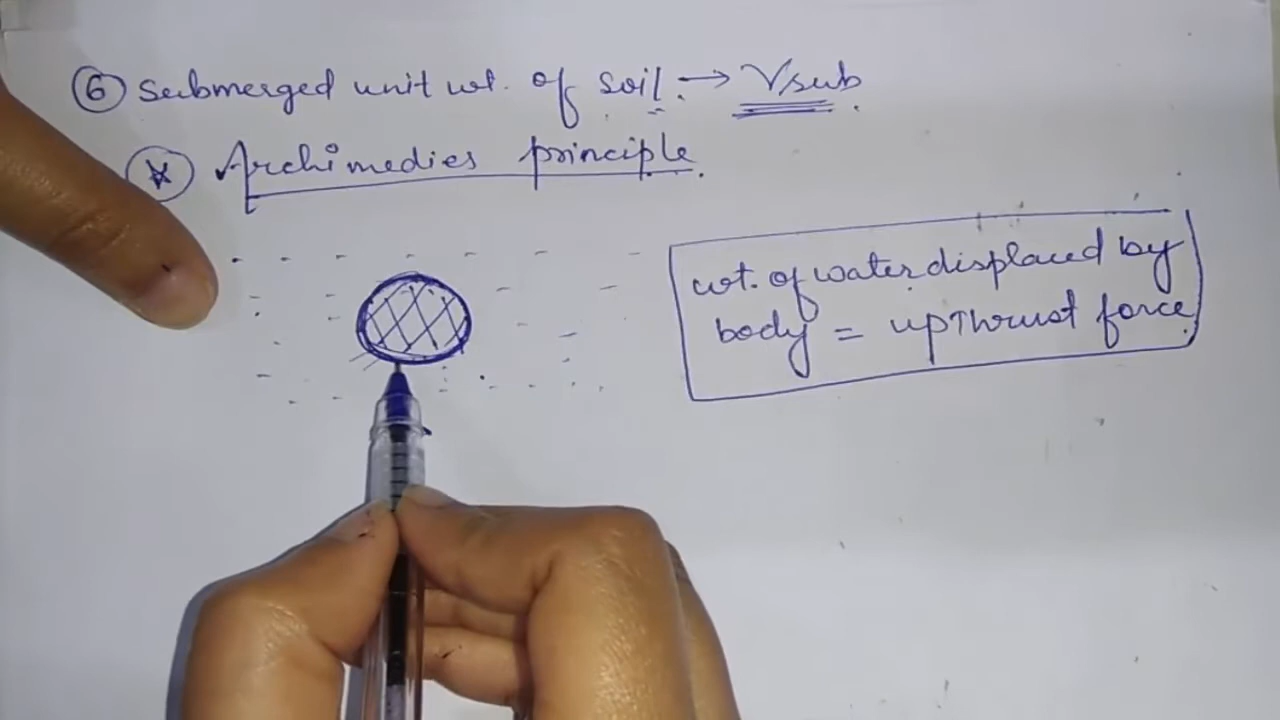 ⑥ Submerged unit wt. of soil. → γsub.
Archimedies principle.
wt. of water displaced by
body = upthrust force.